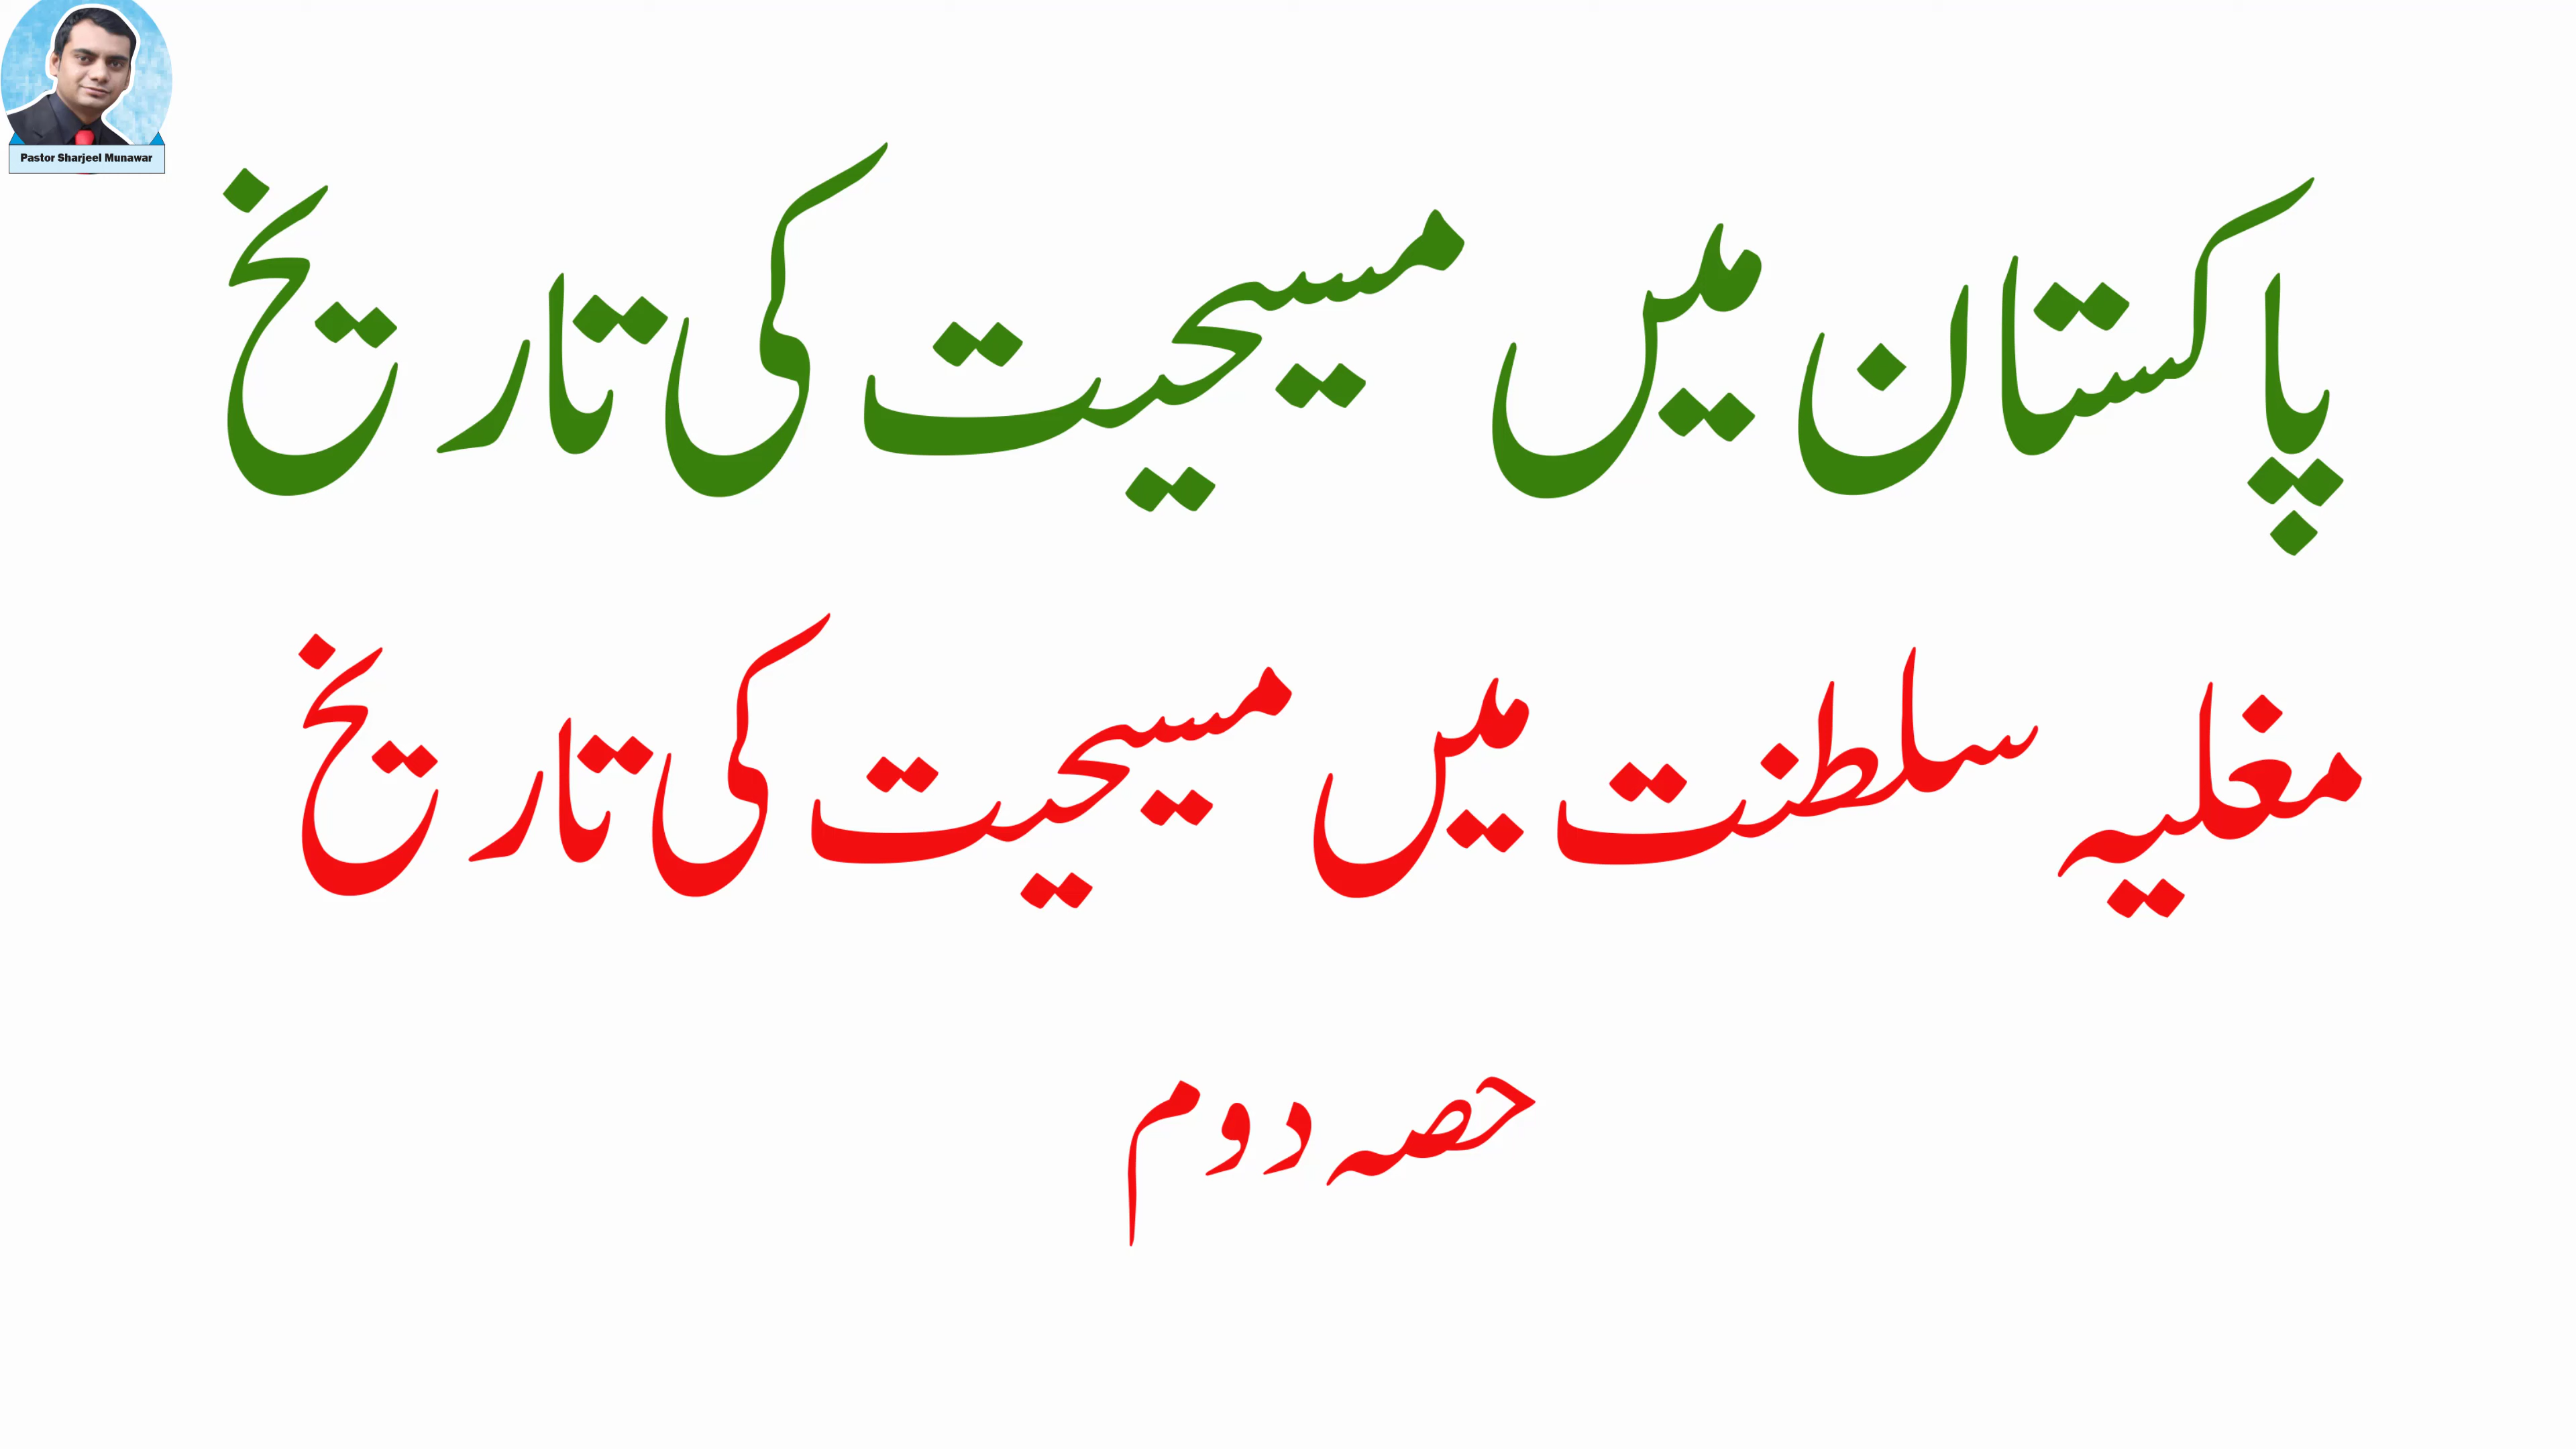 Pastor Sharjeel Munawar
پاکستان میں مسیحیت کی تاریخ
مغلیہ سلطنت میں مسیحیت کی تاریخ
حصہ دوم